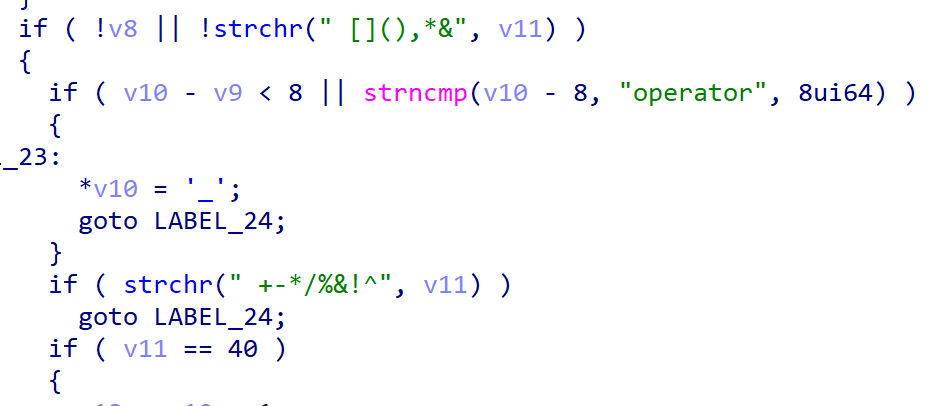 }
if ( !v8 || !strchr(" [](),*&", v11) )
{
if ( v10 - v9 < 8 || strncmp(v10 - 8, "operator", 8ui64) )
{
_23:
*v10 = '_';
goto LABEL_24;
}
if ( strchr(" +-*/%&!^", v11) )
goto LABEL_24;
if ( v11 == 40 )
{